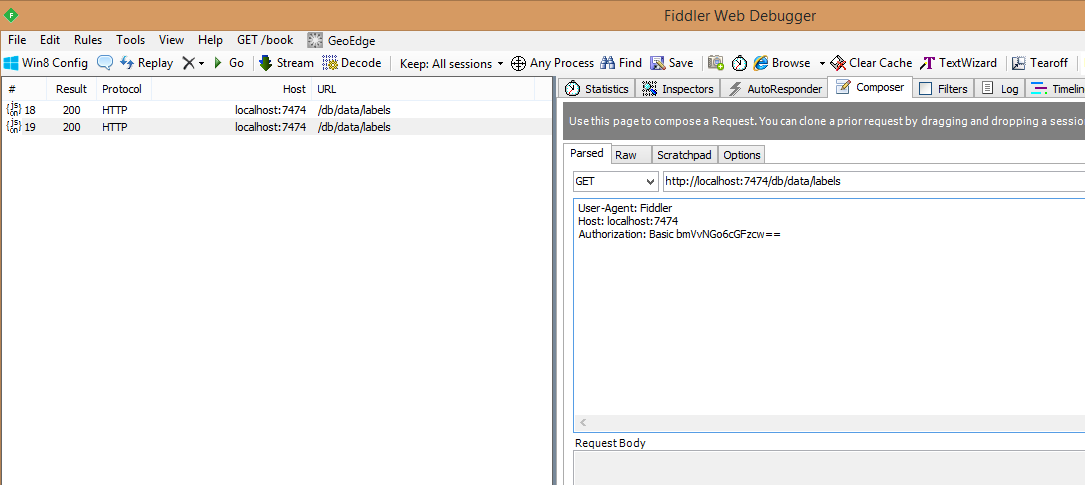 Fiddler Web Debugger
File Edit Rules Tools View Help GET /book GeoEdge
Win8 Config Replay Go Stream Decode Keep: All sessions Any Process Find Save Browse Clear Cache TextWizard Tearoff
# Result Protocol Host URL
18 200 HTTP localhost:7474 /db/data/labels
19 200 HTTP localhost:7474 /db/data/labels
Statistics Inspectors AutoResponder Composer Filters Log Timelin
Use this page to compose a Request. You can clone a prior request by dragging and dropping a sessio
Parsed Raw Scratchpad Options
GET http://localhost:7474/db/data/labels
User-Agent: Fiddler
Host: localhost:7474
Authorization: Basic bmVvNGo6cGFzcw==
Request Body